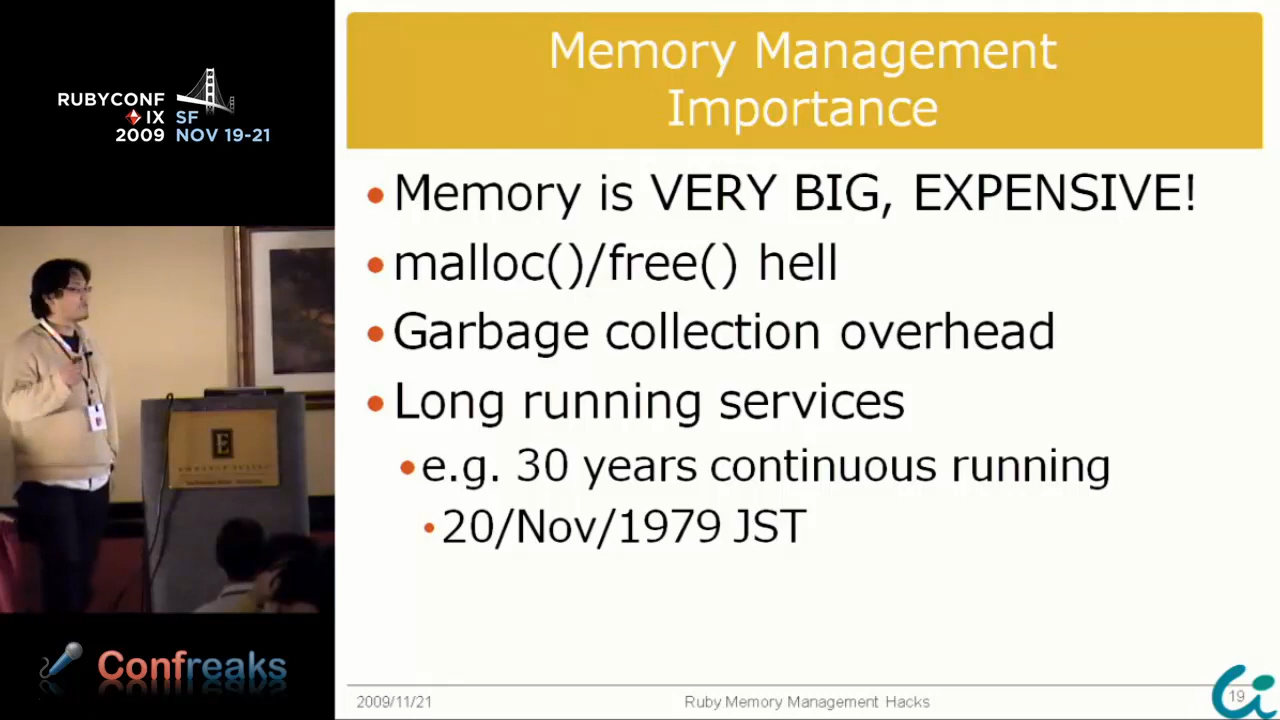 RUBYCONF
IX
2009
SF
NOV 19-21
Memory Management
Importance
Memory is VERY BIG, EXPENSIVE!
malloc()/free() hell
Garbage collection overhead
Long running services
e.g. 30 years continuous running
20/Nov/1979 JST
E
Confreaks
2009/11/21
Ruby Memory Management Hacks
19